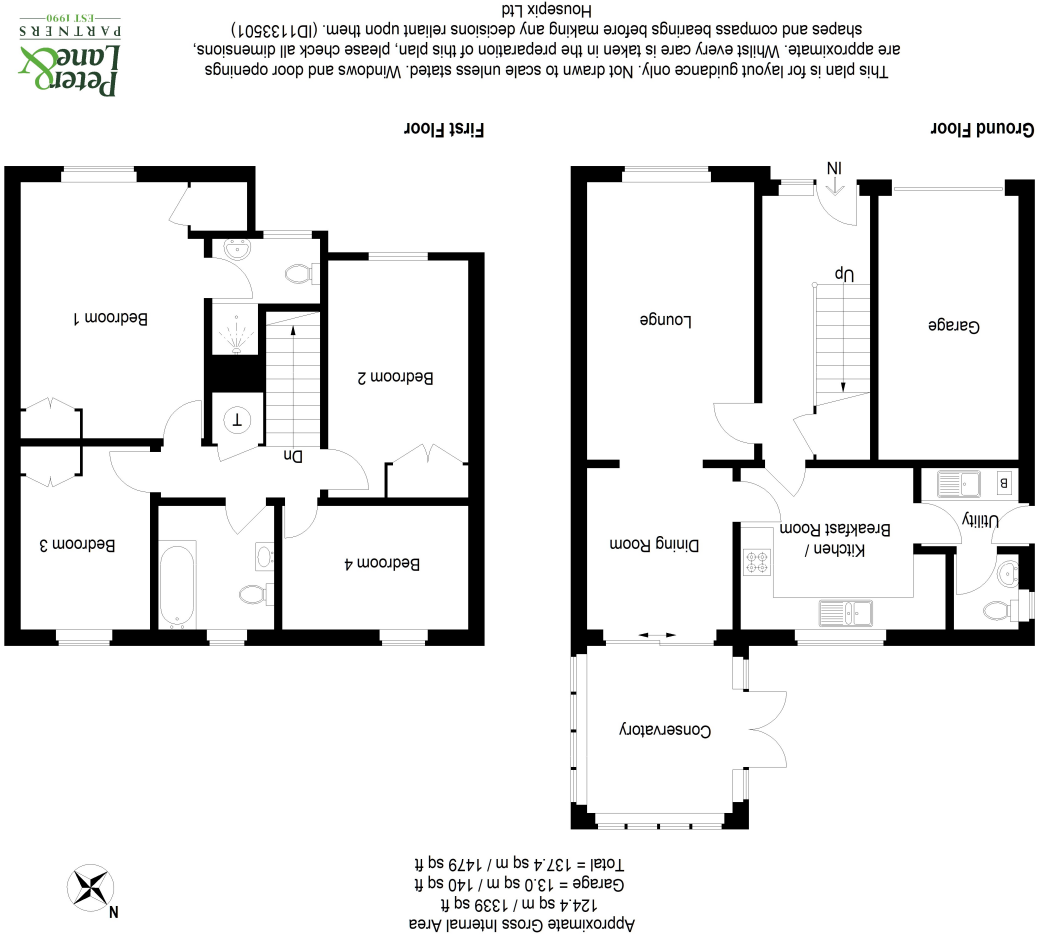 Approximate Gross Internal Area
124.4 sq m / 1339 sq ft
Garage = 13.0 sq m / 140 sq ft
Total = 137.4 sq m / 1479 sq ft
N
Conservatory
Dining Room
Kitchen /
Breakfast Room
Utility
B
Lounge
Garage
Up
IN
Ground Floor
Bedroom 4
Bedroom 3
Dn
T
Bedroom 2
Bedroom 1
First Floor
This plan is for layout guidance only. Not drawn to scale unless stated. Windows and door openings
are approximate. Whilst every care is taken in the preparation of this plan, please check all dimensions,
shapes and compass bearings before making any decisions reliant upon them. (ID1133501)
Housepix Ltd
Peter&
Lane
PARTNERS
EST 1990